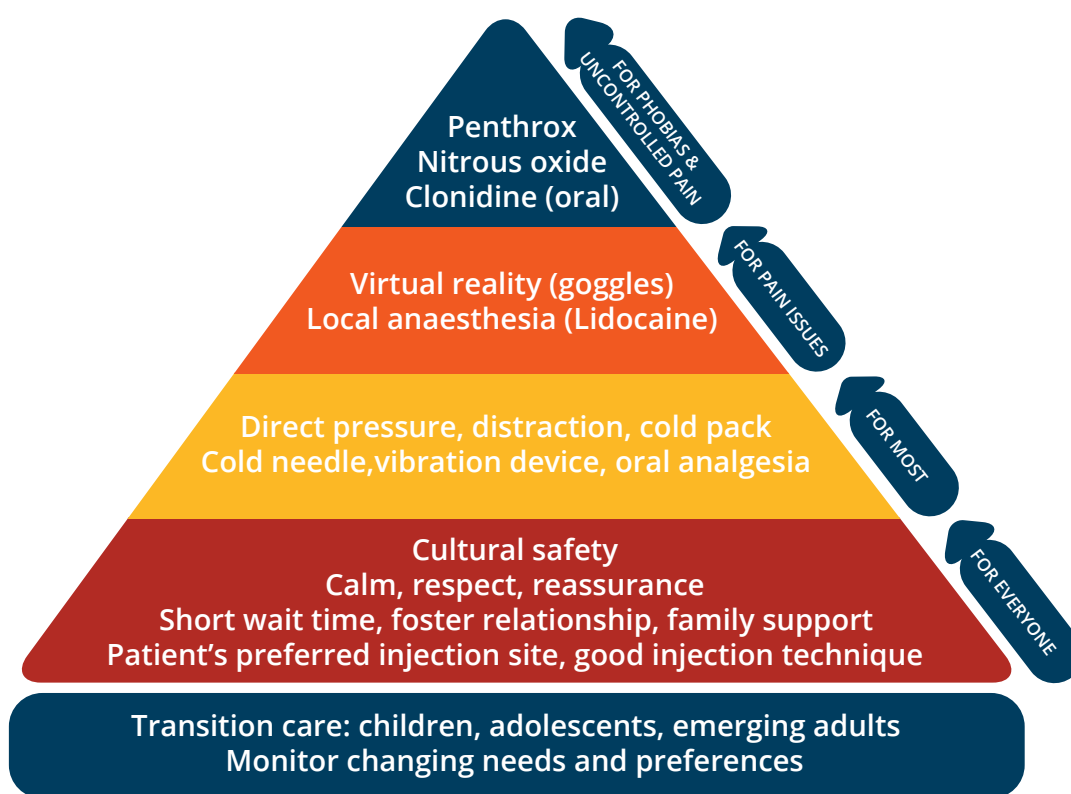 FOR PHOBIAS &
UNCONTROLLED PAIN
Penthrox
Nitrous oxide
Clonidine (oral)
FOR PAIN ISSUES
Virtual reality (goggles)
Local anaesthesia (Lidocaine)
FOR MOST
Direct pressure, distraction, cold pack
Cold needle,vibration device, oral analgesia
FOR EVERYONE
Cultural safety
Calm, respect, reassurance
Short wait time, foster relationship, family support
Patient’s preferred injection site, good injection technique
Transition care: children, adolescents, emerging adults
Monitor changing needs and preferences